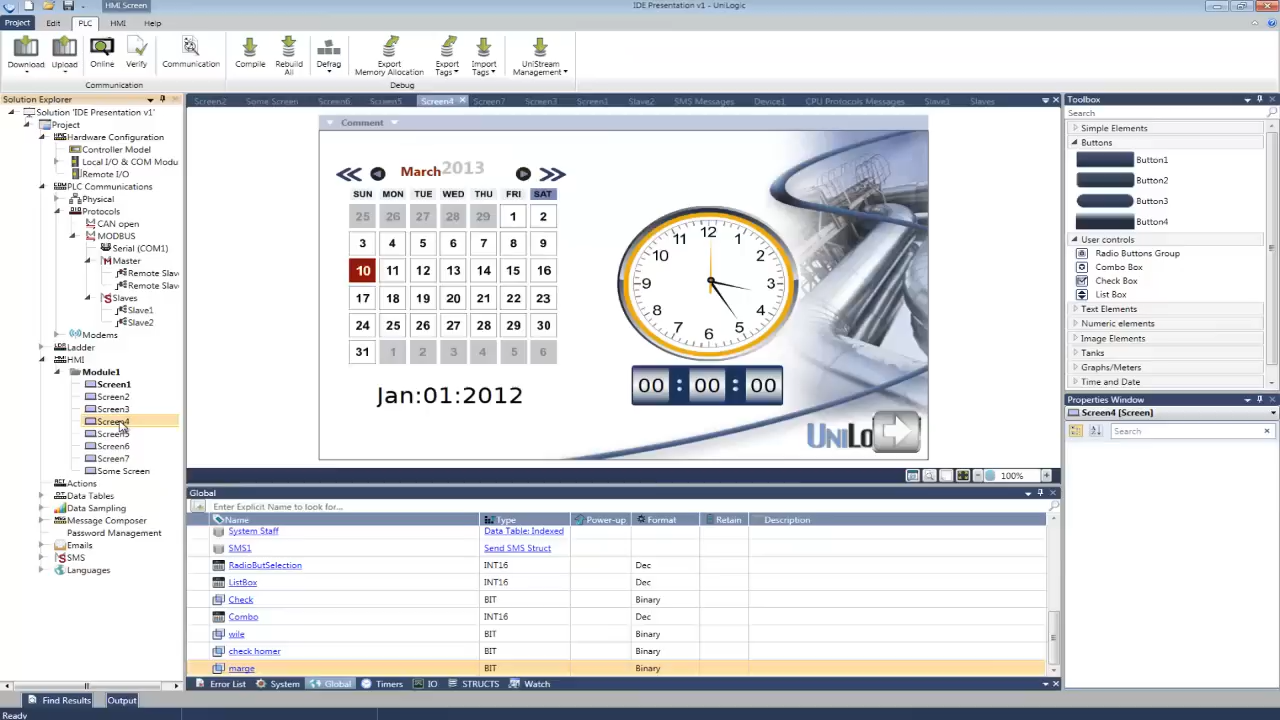 HMI Screen
IDE Presentation v1 - UniLogic
Project Edit PLC HMI Help
Download Upload Online Verify Communication Compile Rebuild All Defrag Export Memory Allocation Export Tags Import Tags UniStream Management
Communication Debug
Solution Explorer
Solution 'IDE Presentation v1'
Project
Hardware Configuration
Controller Model
Local I/O & COM Modu
Remote I/O
PLC Communications
Physical
Protocols
CAN open
MODBUS
Serial (COM1)
Master
Remote Slav
Remote Slav
Slaves
Slave1
Slave2
Modems
Ladder
HMI
Module1
Screen1
Screen2
Screen3
Screen4
Screen5
Screen6
Screen7
Some Screen
Actions
Data Tables
Data Sampling
Message Composer
Password Management
Emails
SMS
Languages
Find Results Output
Ready
Screen2 Some Screen Screen6 Screen5 Screen4 Screen7 Screen3 Screen1 Slave2 SMS Messages Device1 CPU Protocols Messages Slave1 Slaves
Comment
March 2013
SUN MON TUE WED THU FRI SAT
25 26 27 28 29 1 2
3 4 5 6 7 8 9
10 11 12 13 14 15 16
17 18 19 20 21 22 23
24 25 26 27 28 29 30
31 1 2 3 4 5 6
Jan:01:2012
12 1 2 3 4 5 6 7 8 9 10 11
00 : 00 : 00
UNILO
100%
Global
Enter Explicit Name to look for...
Name Type Power-up Format Retain Description
System Staff Data Table: Indexed
SMS1 Send SMS Struct
RadioButSelection INT16 Dec
ListBox INT16 Dec
Check BIT Binary
Combo INT16 Dec
wile BIT Binary
check homer BIT Binary
marge BIT Binary
Error List System Global Timers IO STRUCTS Watch
Toolbox
Search
Simple Elements
Buttons
Button1
Button2
Button3
Button4
User controls
Radio Buttons Group
Combo Box
Check Box
List Box
Text Elements
Numeric elements
Image Elements
Tanks
Graphs/Meters
Time and Date
Properties Window
Screen4 [Screen]
Search